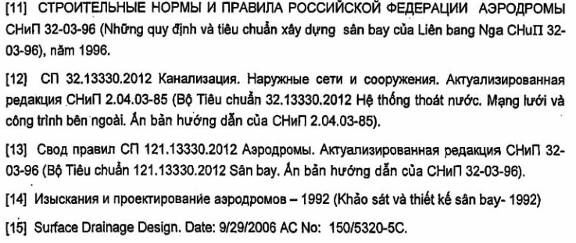 [11] СТРОИТЕЛЬНЫЕ НОРМЫ И ПРАВИЛА РОССИЙСКОЙ ФЕДЕРАЦИИ АЭРОДРОМЫ
СНиП 32-03-96 (Những quy định và tiêu chuẩn xây dựng sân bay của Liên bang Nga СНuП 32-
03-96), năm 1996.
[12] СП 32.13330.2012 Канализация. Наружные сети и сооружения. Актуализированная
редакция СНиП 2.04.03-85 (Bộ Tiêu chuẩn 32.13330.2012 Hệ thống thoát nước. Mạng lưới và
công trình bên ngoài. Ấn bản hướng dẫn của СНиП 2.04.03-85).
[13] Свод правил СП 121.13330.2012 Аэродромы. Актуализированная редакция СНиП 32-
03-96 (Bộ Tiêu chuẩn 121.13330.2012 Sân bay. Ấn bản hướng dẫn của СНиП 32-03-96).
[14] Изыскания и проектирование аэродромов – 1992 (Khảo sát và thiết kế sân bay- 1992)
[15] Surface Drainage Design. Date: 9/29/2006 AC No: 150/5320-5C.